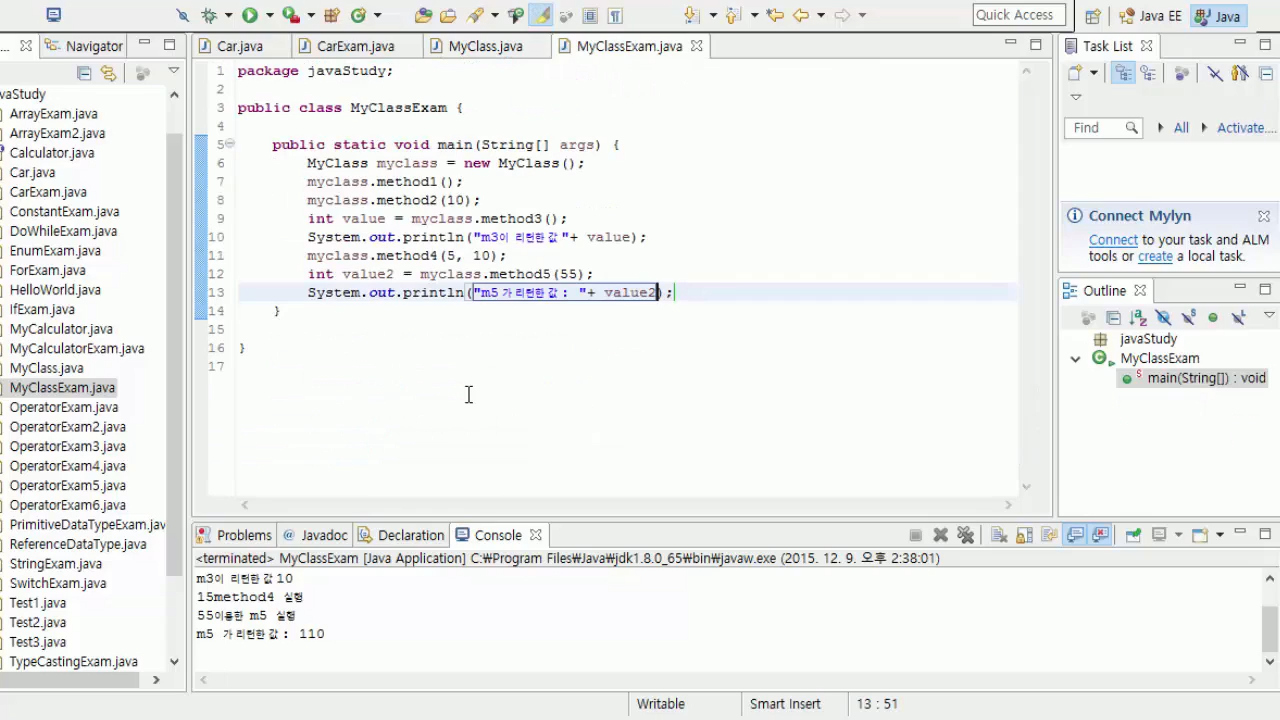 Quick Access
Java EE
Java
...
Navigator
Car.java
CarExam.java
MyClass.java
MyClassExam.java
Task List
vaStudy
ArrayExam.java
ArrayExam2.java
Calculator.java
Car.java
CarExam.java
ConstantExam.java
DoWhileExam.java
EnumExam.java
ForExam.java
HelloWorld.java
IfExam.java
MyCalculator.java
MyCalculatorExam.java
MyClass.java
MyClassExam.java
OperatorExam.java
OperatorExam2.java
OperatorExam3.java
OperatorExam4.java
OperatorExam5.java
OperatorExam6.java
PrimitiveDataTypeExam.jav
ReferenceDataType.java
StringExam.java
SwitchExam.java
Test1.java
Test2.java
Test3.java
TypeCastingExam.java
1 package javaStudy;
2
3 public class MyClassExam {
4
5 public static void main(String[] args) {
6 MyClass myclass = new MyClass();
7 myclass.method1();
8 myclass.method2(10);
9 int value = myclass.method3();
10 System.out.println("m3이 리턴한 값 "+ value);
11 myclass.method4(5, 10);
12 int value2 = myclass.method5(55);
13 System.out.println("m5 가 리턴한 값 : "+ value2);
14 }
15
16 }
17
Find
All
Activate...
Connect Mylyn
Connect to your task and ALM
tools or create a local task.
Outline
javaStudy
MyClassExam
main(String[]) : void
Problems
Javadoc
Declaration
Console
<terminated> MyClassExam [Java Application] C:₩Program Files₩Java₩jdk1.8.0_65₩bin₩javaw.exe (2015. 12. 9. 오후 2:38:01)
m3이 리턴한 값 10
15method4 실행
55이용한 m5 실행
m5 가 리턴한 값 : 110
Writable
Smart Insert
13 : 51